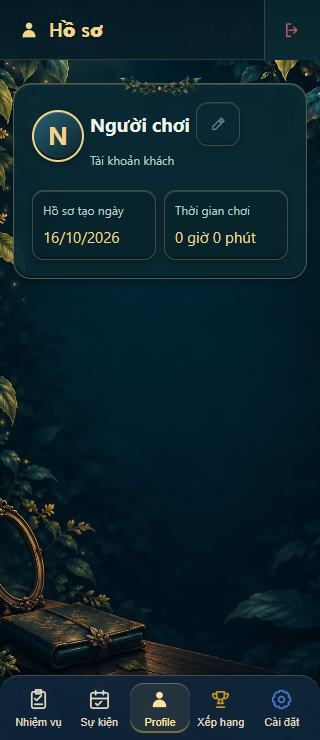 Hồ sơ
N
Người chơi
Tài khoản khách
Hồ sơ tạo ngày
16/10/2026
Thời gian chơi
0 giờ 0 phút
Nhiệm vụ
Sự kiện
Profile
Xếp hạng
Cài đặt